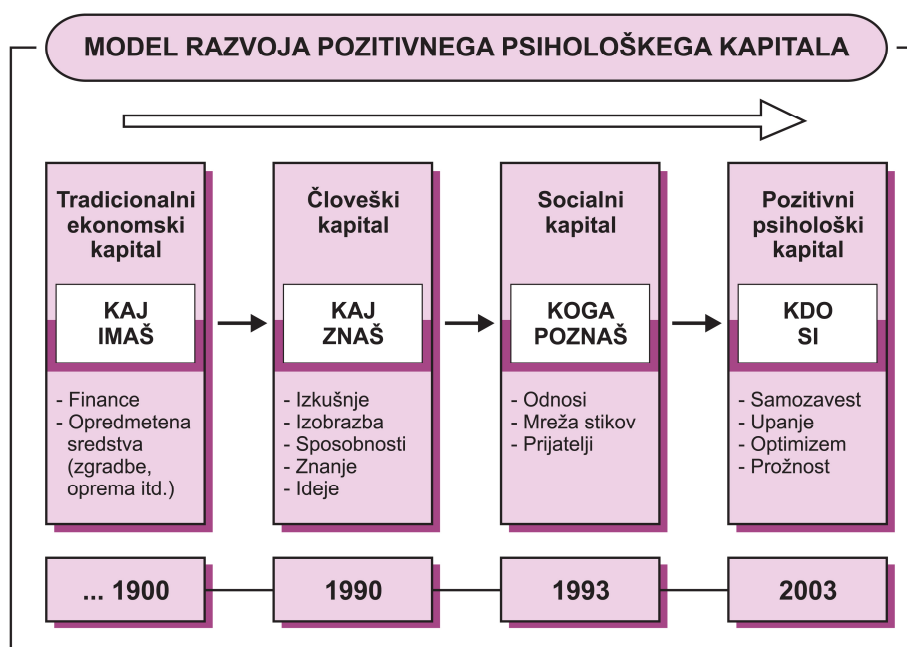 MODEL RAZVOJA POZITIVNEGA PSIHOLOŠKEGA KAPITALA
Tradicionalni
ekonomski
kapital
KAJ
IMAŠ
- Finance
- Opredmetena
sredstva
(zgradbe,
oprema itd.)
... 1900
Človeški
kapital
KAJ
ZNAŠ
- Izkušnje
- Izobrazba
- Sposobnosti
- Znanje
- Ideje
1990
Socialni
kapital
KOGA
POZNAŠ
- Odnosi
- Mreža stikov
- Prijatelji
1993
Pozitivni
psihološki
kapital
KDO
SI
- Samozavest
- Upanje
- Optimizem
- Prožnost
2003